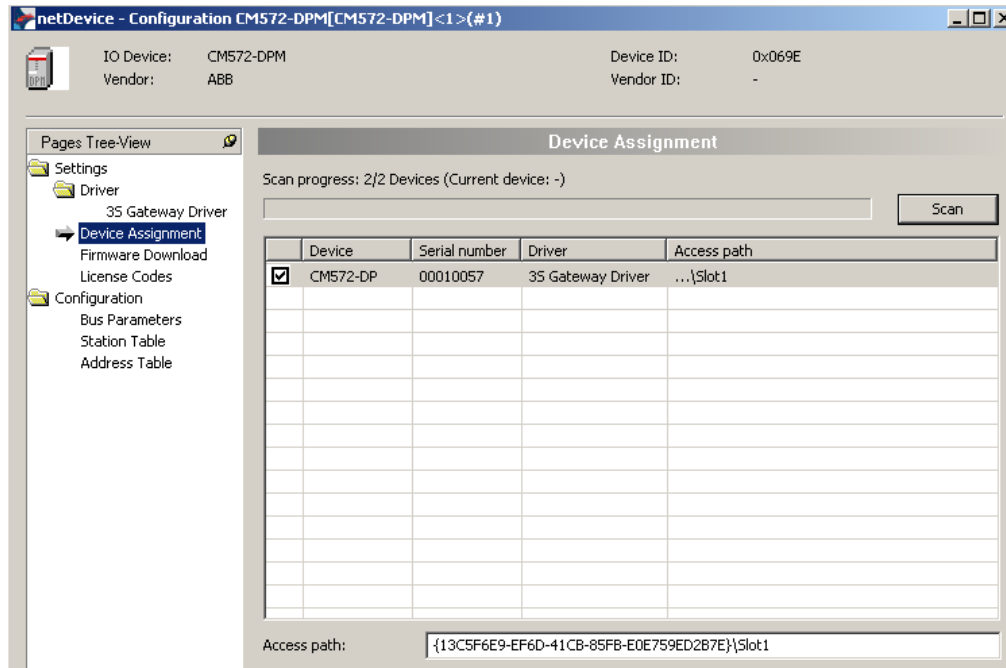 netDevice - Configuration CM572-DPM[CM572-DPM]<1>(#1)
IO Device: CM572-DPM Device ID: 0x069E
Vendor: ABB Vendor ID: -
DPM
Pages Tree-View
Settings
Driver
3S Gateway Driver
Device Assignment
Firmware Download
License Codes
Configuration
Bus Parameters
Station Table
Address Table
Device Assignment
Scan progress: 2/2 Devices (Current device: -)
Scan
Device Serial number Driver Access path
CM572-DP 00010057 3S Gateway Driver ...\Slot1
Access path: {13C5F6E9-EF6D-41CB-85FB-E0E759ED2B7E}\Slot1